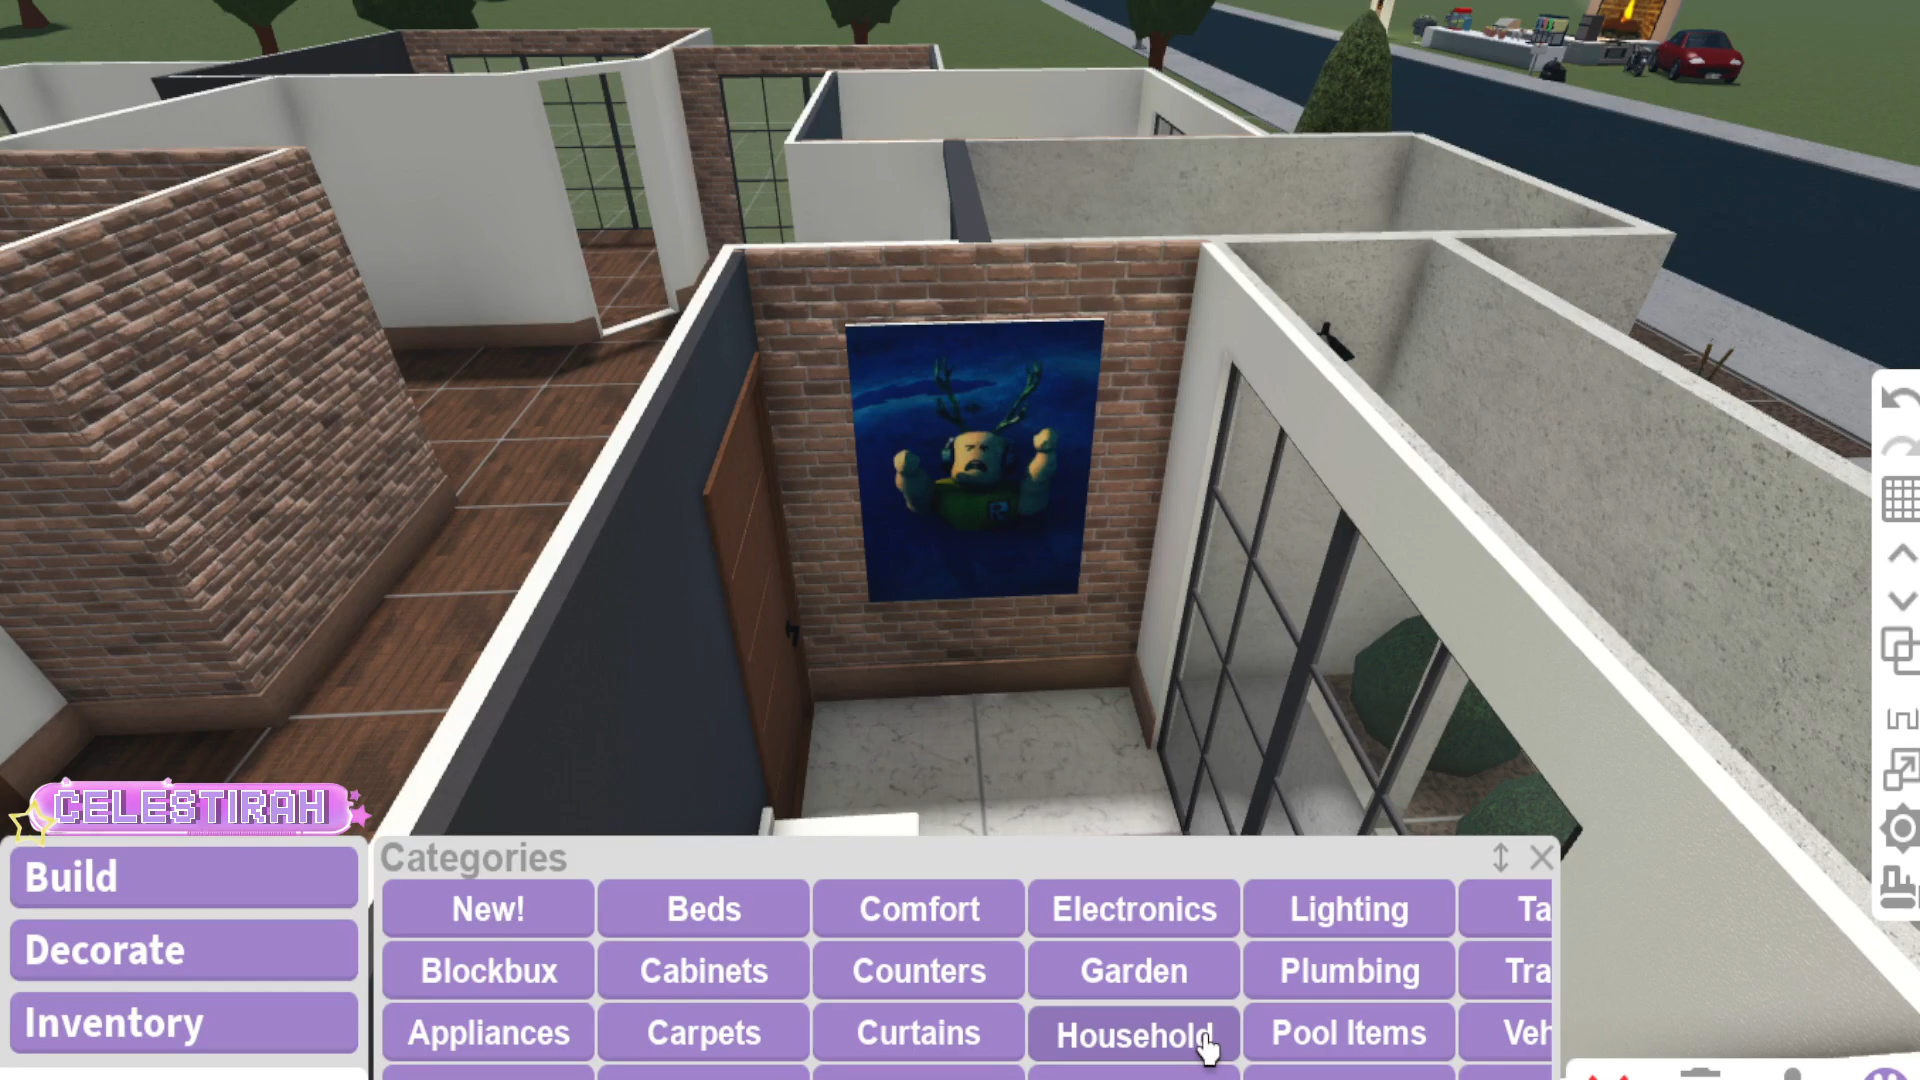 CELESTIRAH
Build
Decorate
Inventory
Categories
New! Beds Comfort Electronics Lighting Ta
Blockbux Cabinets Counters Garden Plumbing Tra
Appliances Carpets Curtains Household Pool Items Veh
R